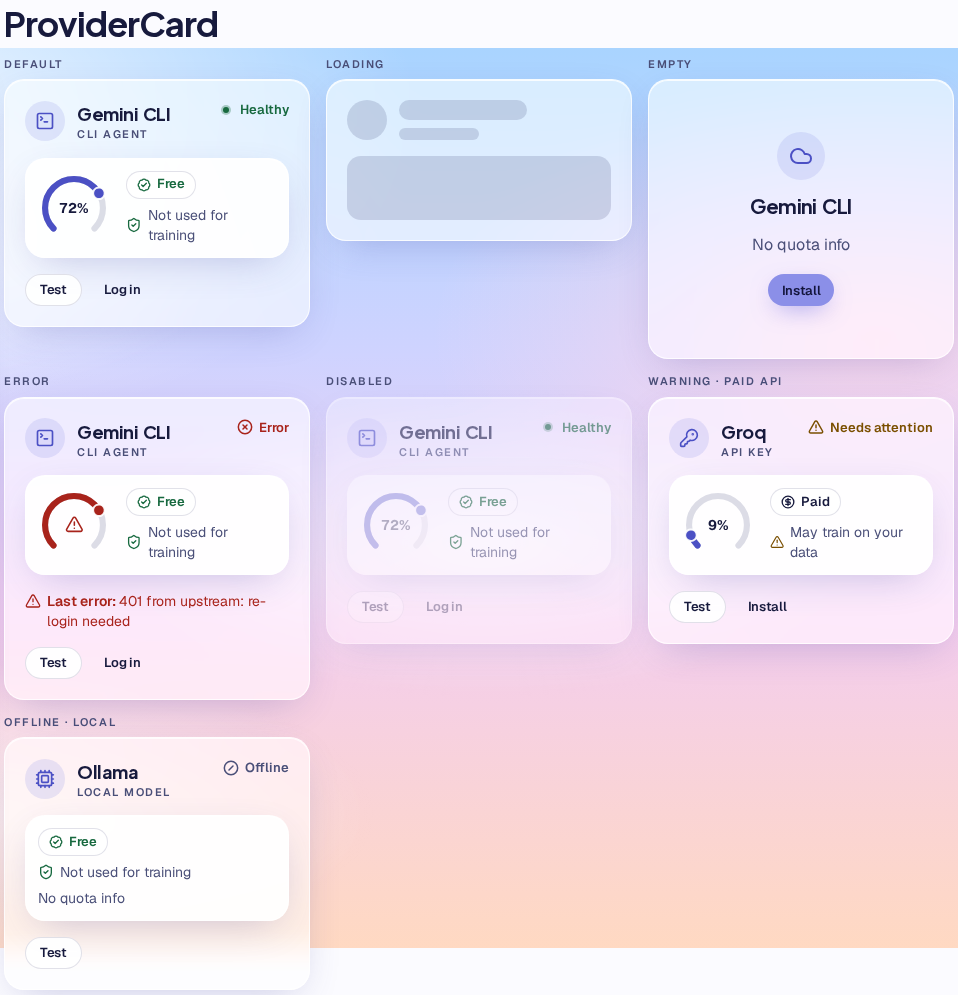 ProviderCard
DEFAULT
Gemini CLI
CLI AGENT
Healthy
72%
Free
Not used for
training
Test
Log in
LOADING
EMPTY
Gemini CLI
No quota info
Install
ERROR
Gemini CLI
CLI AGENT
Error
Free
Not used for
training
Last error: 401 from upstream: re-
login needed
Test
Log in
DISABLED
Gemini CLI
CLI AGENT
Healthy
72%
Free
Not used for
training
Test
Log in
WARNING · PAID API
Groq
API KEY
Needs attention
9%
Paid
May train on your
data
Test
Install
OFFLINE · LOCAL
Ollama
LOCAL MODEL
Offline
Free
Not used for training
No quota info
Test